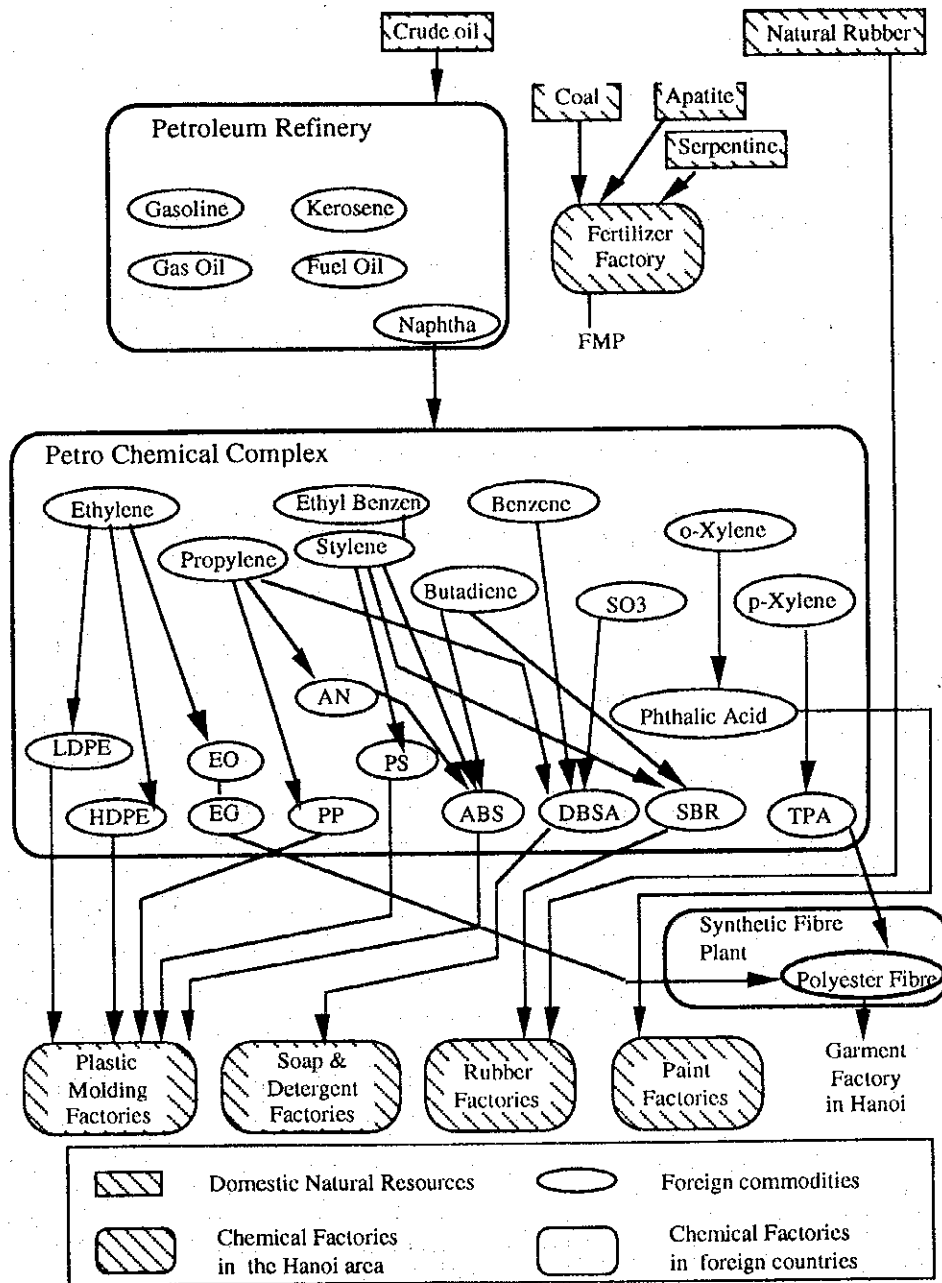 Crude oil
Natural Rubber
Coal
Apatite
Serpentine
Petroleum Refinery
Gasoline
Kerosene
Gas Oil
Fuel Oil
Naphtha
Fertilizer
Factory
FMP
Petro Chemical Complex
Ethylene
Ethyl Benzen
Benzene
Stylene
o-Xylene
Propylene
Butadiene
SO3
p-Xylene
AN
Phthalic Acid
LDPE
EO
PS
HDPE
EG
PP
ABS
DBSA
SBR
TPA
Synthetic Fibre
Plant
Polyester Fibre
Plastic
Molding
Factories
Soap &
Detergent
Factories
Rubber
Factories
Paint
Factories
Garment
Factory
in Hanoi
Domestic Natural Resources
Foreign commodities
Chemical Factories
in the Hanoi area
Chemical Factories
in foreign countries